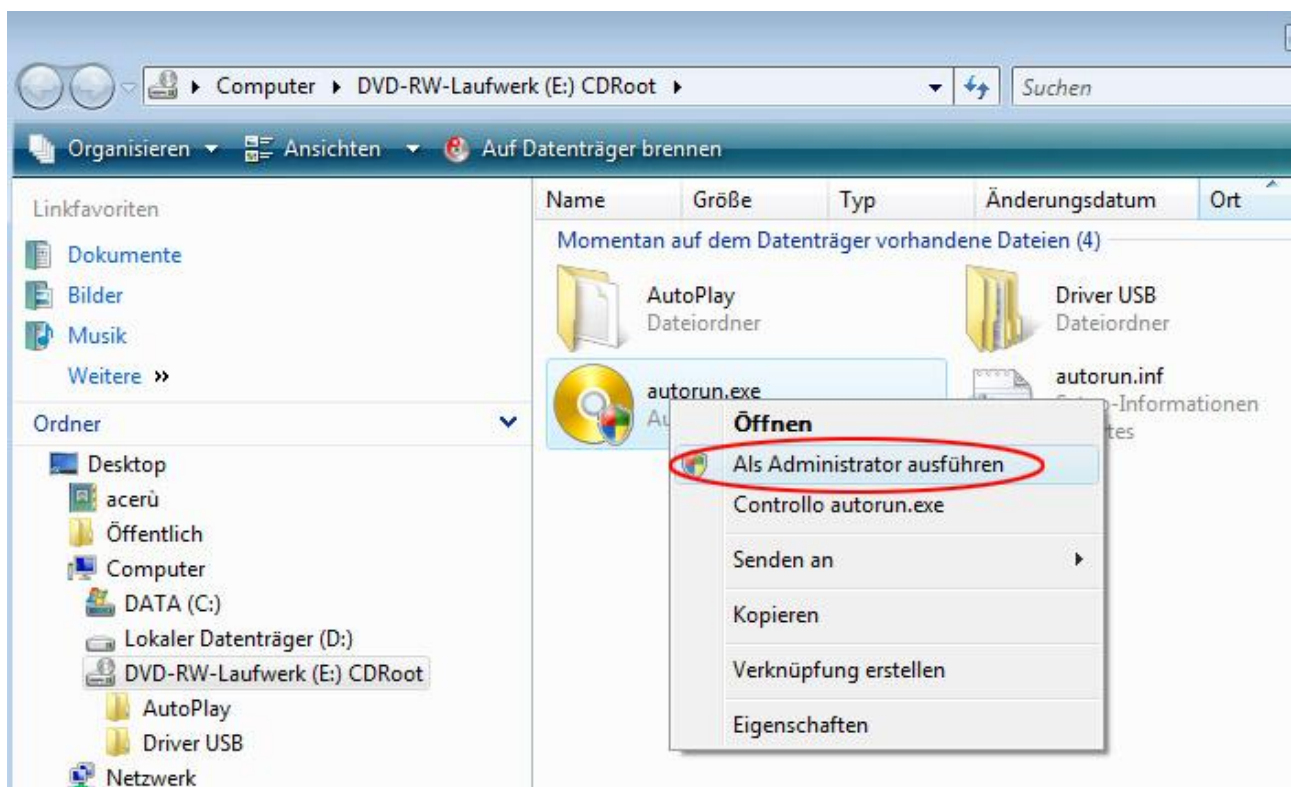 Computer DVD-RW-Laufwerk (E:) CDRoot Suchen
Organisieren Ansichten Auf Datenträger brennen
Linkfavoriten
Dokumente
Bilder
Musik
Weitere »
Ordner
Desktop
acerù
Öffentlich
Computer
DATA (C:)
Lokaler Datenträger (D:)
DVD-RW-Laufwerk (E:) CDRoot
AutoPlay
Driver USB
Netzwerk
Name Größe Typ Änderungsdatum Ort
Momentan auf dem Datenträger vorhandene Dateien (4)
AutoPlay
Dateiordner
Driver USB
Dateiordner
autorun.exe
autorun.inf
Öffnen
Als Administrator ausführen
Controllo autorun.exe
Senden an
Kopieren
Verknüpfung erstellen
Eigenschaften